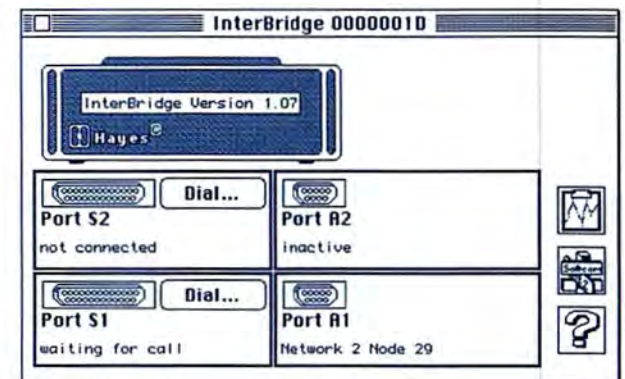 InterBridge 0000001D
InterBridge Version 1.07
Hayes
Dial...
Port S2
not connected
Port A2
inactive
Dial...
Port S1
waiting for call
Port A1
Network 2 Node 29
?